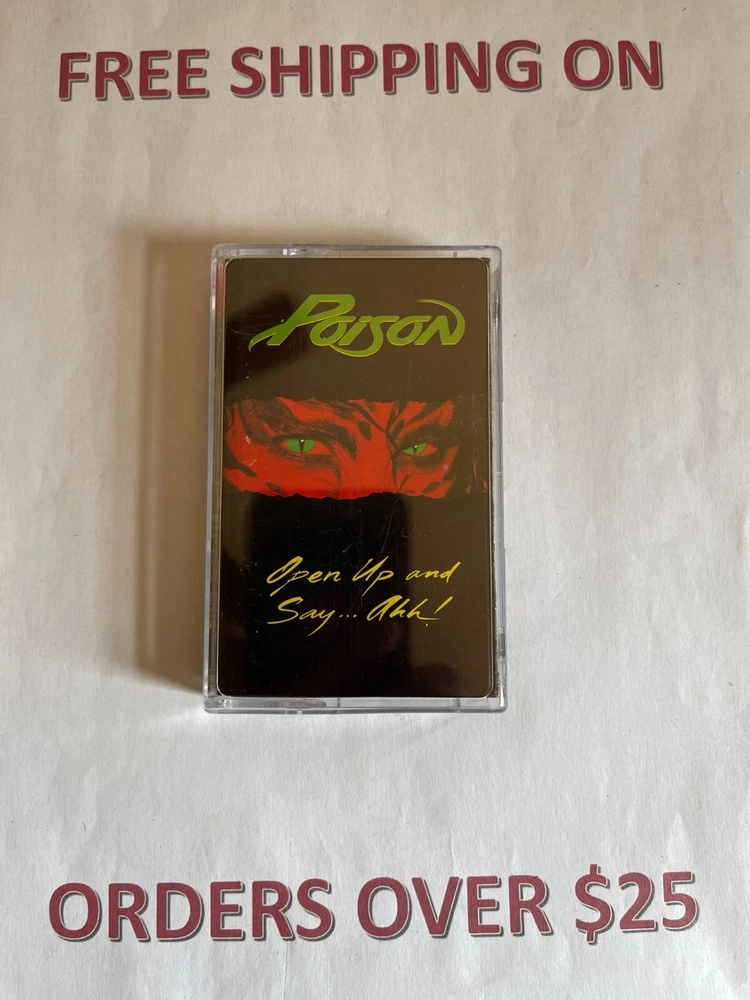 FREE SHIPPING ON
POISON
Open Up and
Say... Ahh!
ORDERS OVER $25